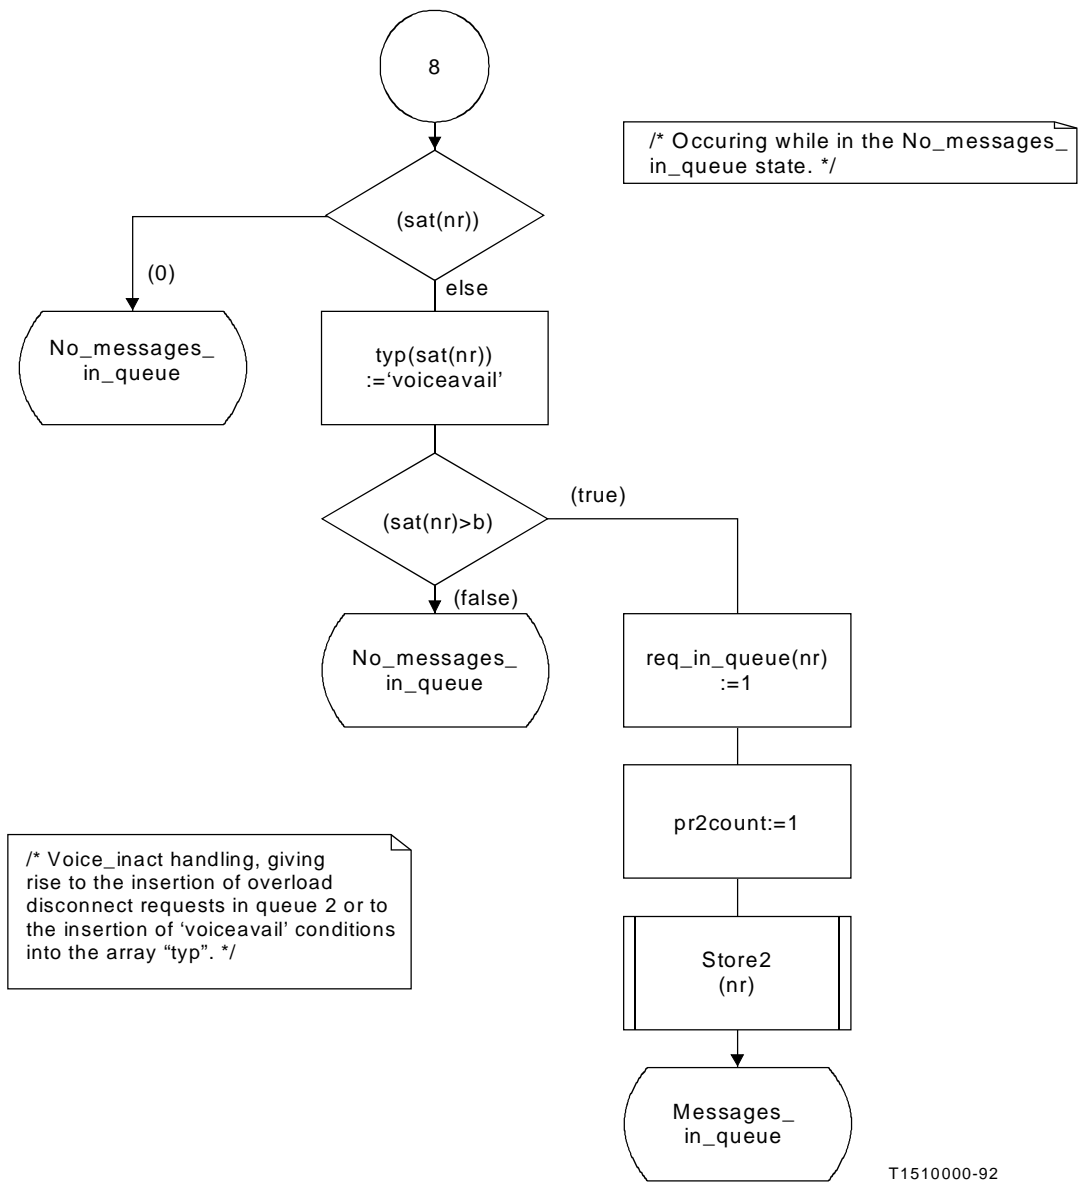 8
/* Occuring while in the No_messages_
in_queue state. */
(sat(nr))
(0)
else
No_messages_
in_queue
typ(sat(nr))
:=‘voiceavail’
(true)
(sat(nr)>b)
(false)
No_messages_
in_queue
req_in_queue(nr)
:=1
pr2count:=1
/* Voice_inact handling, giving
rise to the insertion of overload
disconnect requests in queue 2 or to
the insertion of ‘voiceavail’ conditions
into the array “typ”. */
Store2
(nr)
Messages_
in_queue
T1510000-92